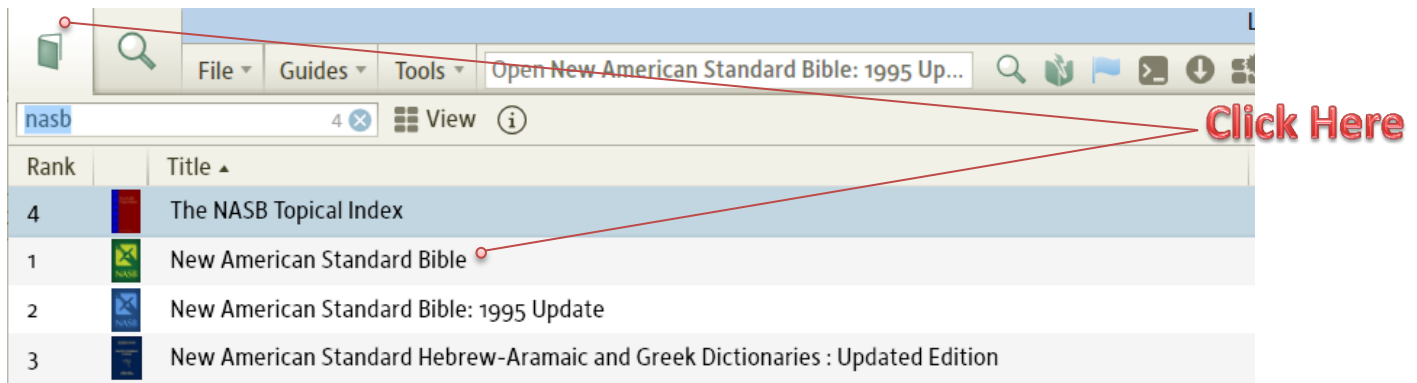 L
File Guides Tools Open New American Standard Bible: 1995 Up...
nasb 4 View i
Click Here
Rank Title
4 The NASB Topical Index
1 NASB New American Standard Bible
2 NASB New American Standard Bible: 1995 Update
3 New American Standard Hebrew-Aramaic and Greek Dictionaries : Updated Edition